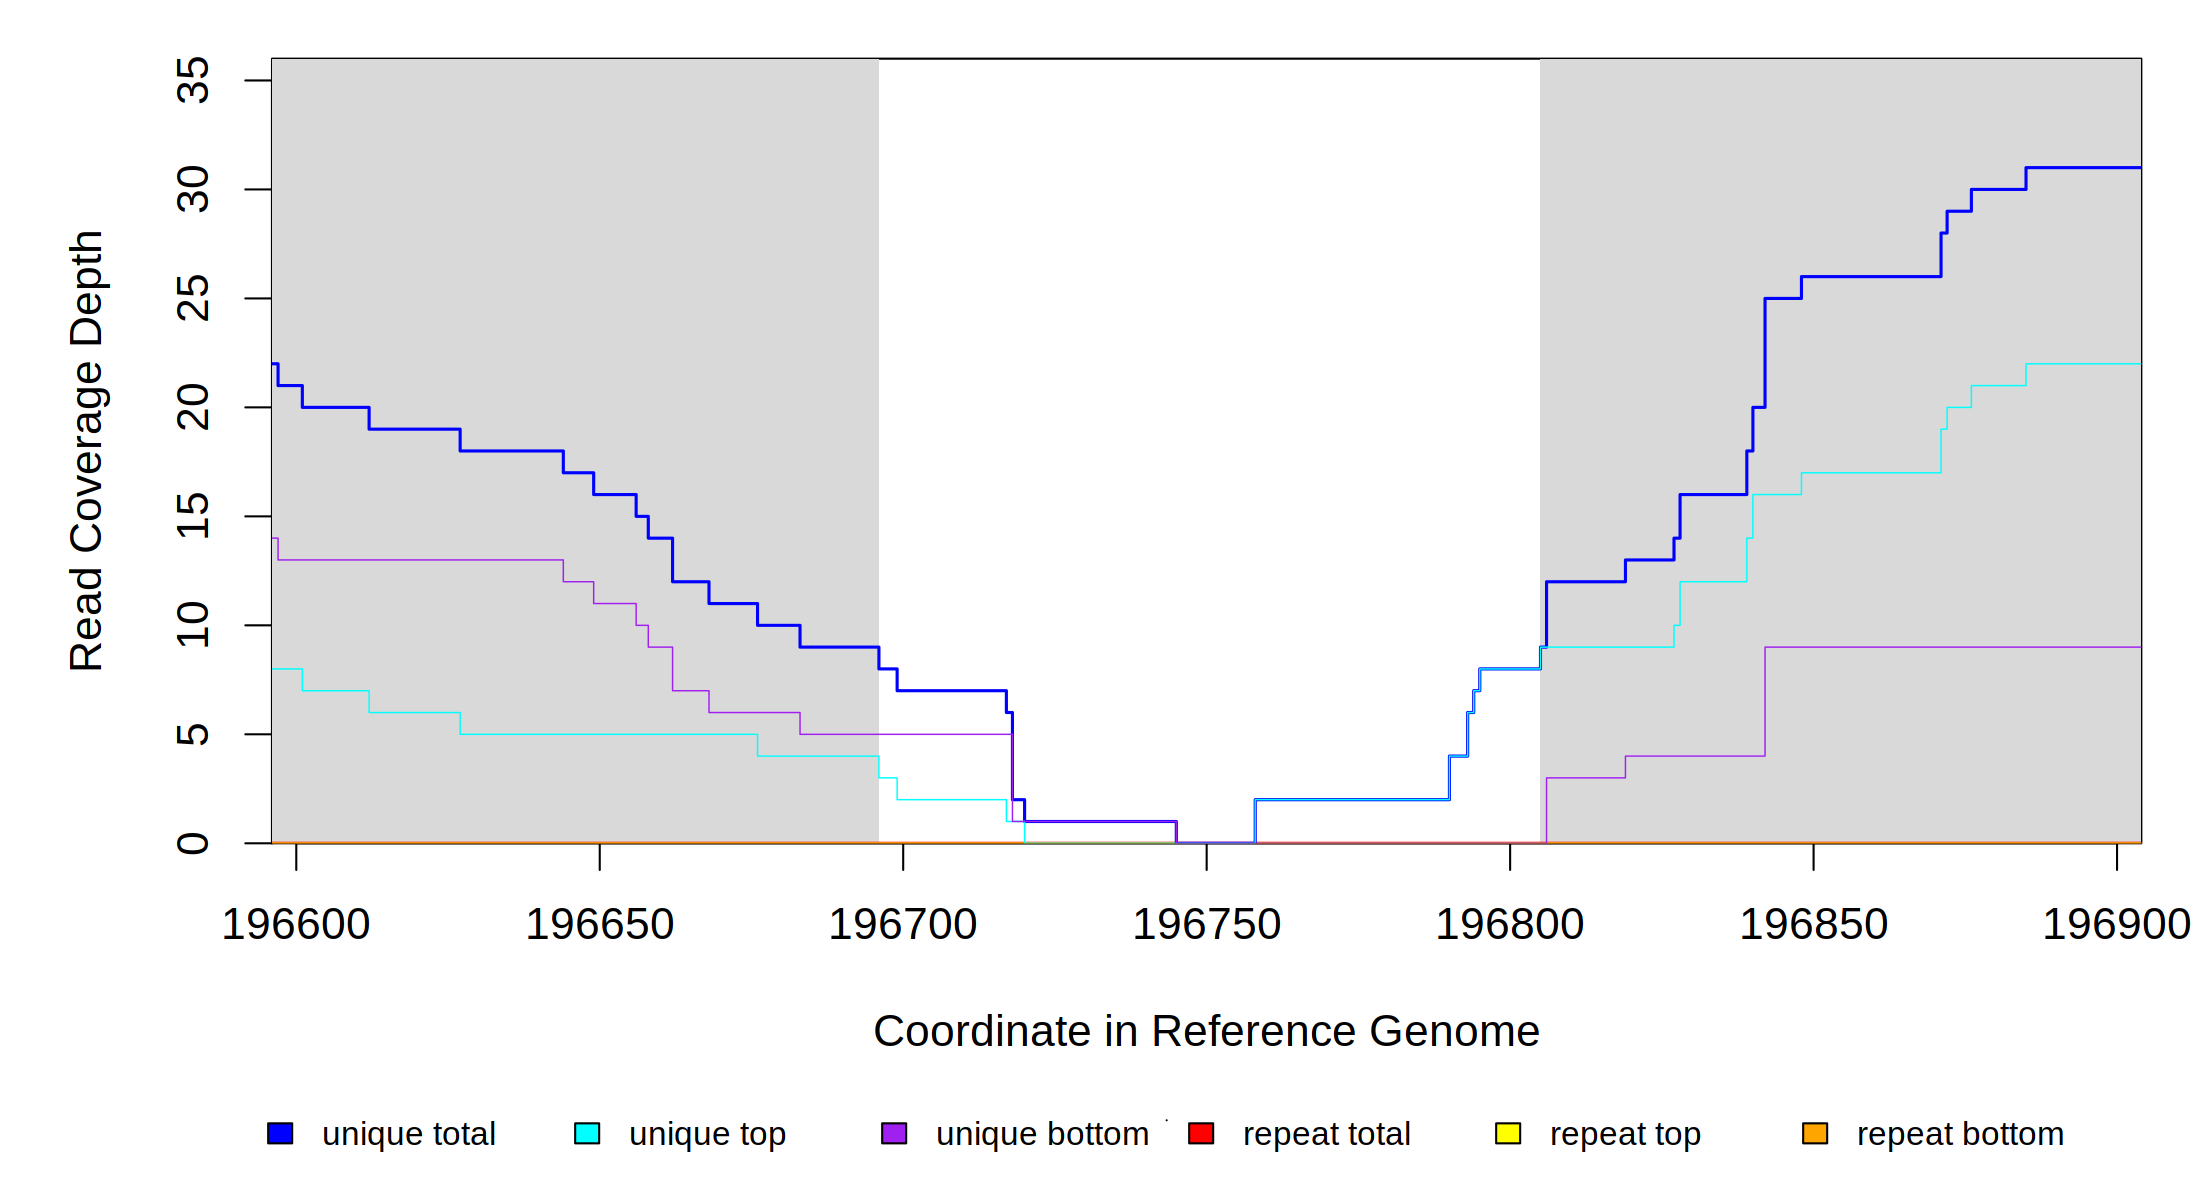 35
30
25
20
15
10
5
0
Read Coverage Depth
196600 196650 196700 196750 196800 196850 196900
Coordinate in Reference Genome
unique total unique top unique bottom repeat total repeat top repeat bottom